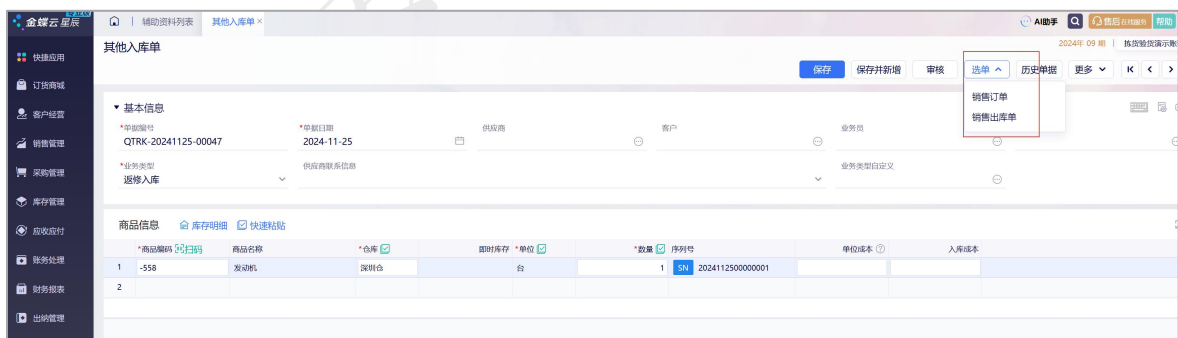 金蝶云星辰
辅助资料列表 其他入库单 ×
AI助手 售后在线服务 帮助
其他入库单
2024年 09 期 | 拣货验货演示账
保存 保存并新增 审核 选单 历史单据 更多
销售订单
销售出库单
快捷应用
订货商城
客户经营
销售管理
采购管理
库存管理
应收应付
账务处理
财务报表
出纳管理
基本信息
*单据编号 *单据日期 供应商 客户 业务员
QTRK-20241125-00047 2024-11-25
*业务类型 供应商联系信息 业务类型自定义
返修入库
商品信息 库存明细 快速粘贴
*商品编码 扫码 商品名称 *仓库 即时库存 *单位 *数量 序列号 单位成本 入库成本
1 -558 发动机 深圳仓 台 1 SN 2024112500000001
2